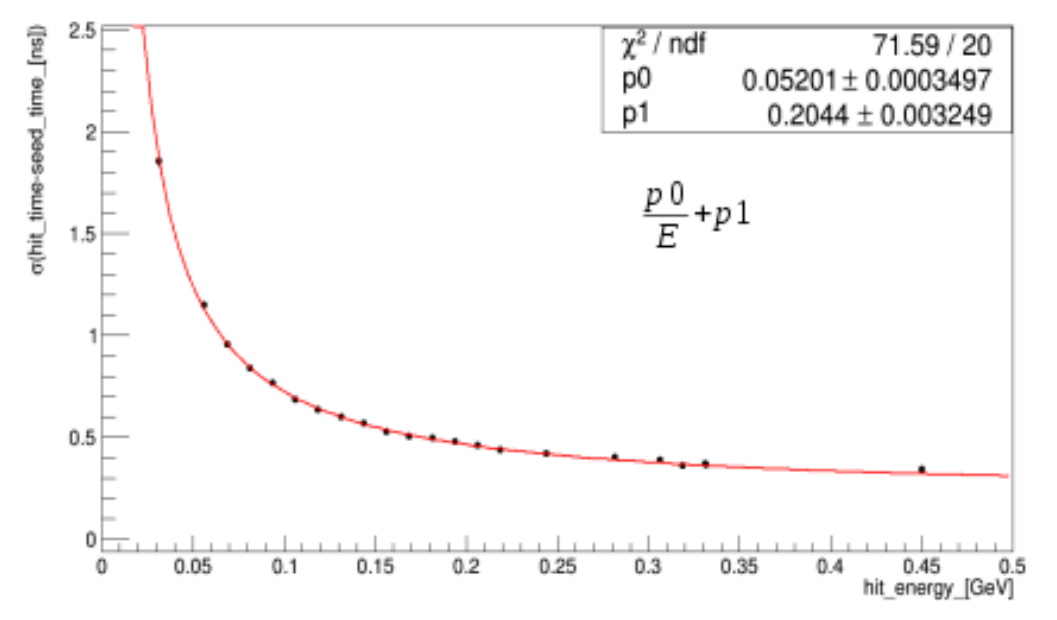 σ(hit_time-seed_time_[ns])
2.5
2
1.5
1
0.5
0
χ² / ndf 71.59 / 20
p0 0.05201 ± 0.0003497
p1 0.2044 ± 0.003249
p0/E + p1
0 0.05 0.1 0.15 0.2 0.25 0.3 0.35 0.4 0.45 0.5
hit_energy_[GeV]